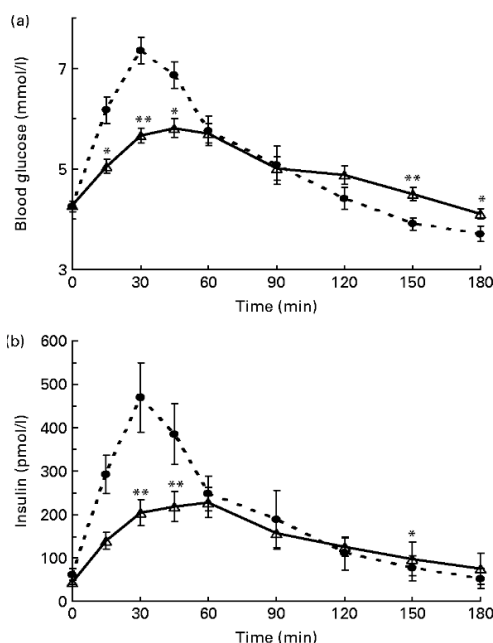 (a)
7
5
3
Blood glucose (mmol/l)
* ** * ** *
0 30 60 90 120 150 180
Time (min)
(b)
600
500
400
300
200
100
0
Insulin (pmol/l)
** ** *
0 30 60 90 120 150 180
Time (min)